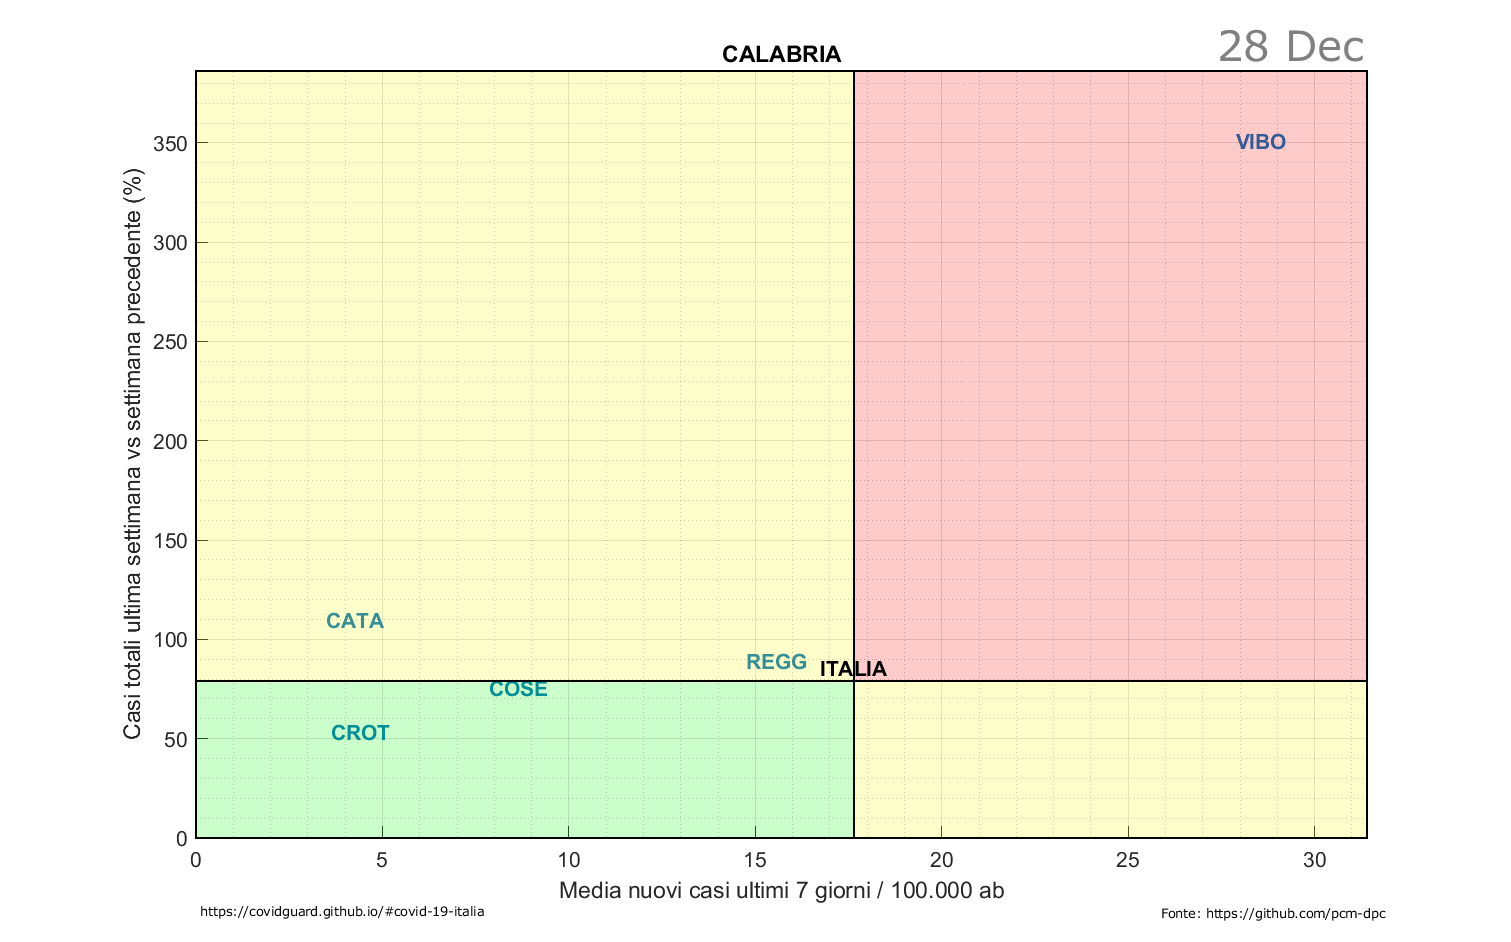 CALABRIA
28 Dec
Casi totali ultima settimana vs settimana precedente (%)
350
300
250
200
150
100
50
0
VIBO
CATA
REGG
ITALIA
COSE
CROT
0
5
10
15
20
25
30
Media nuovi casi ultimi 7 giorni / 100.000 ab
https://covidguard.github.io/#covid-19-italia
Fonte: https://github.com/pcm-dpc